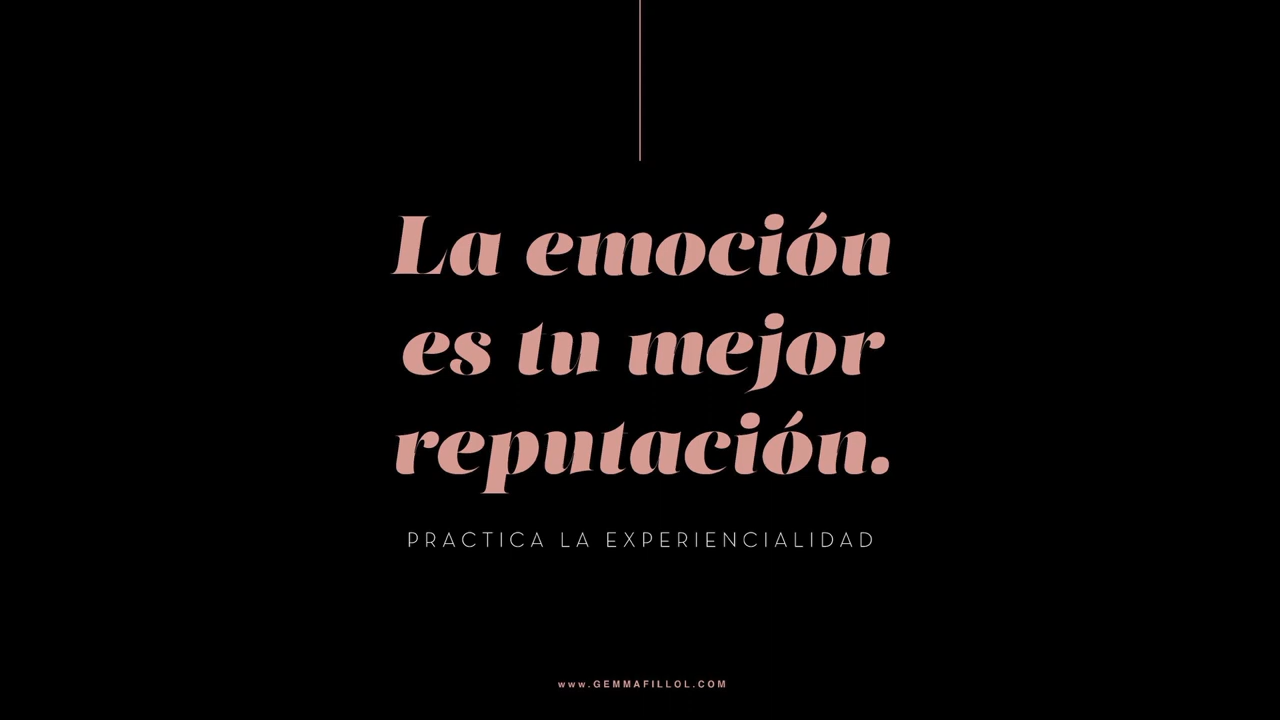 La emoción
es tu mejor
reputación.
PRACTICA LA EXPERIENCIALIDAD
www.GEMMAFILLOL.COM